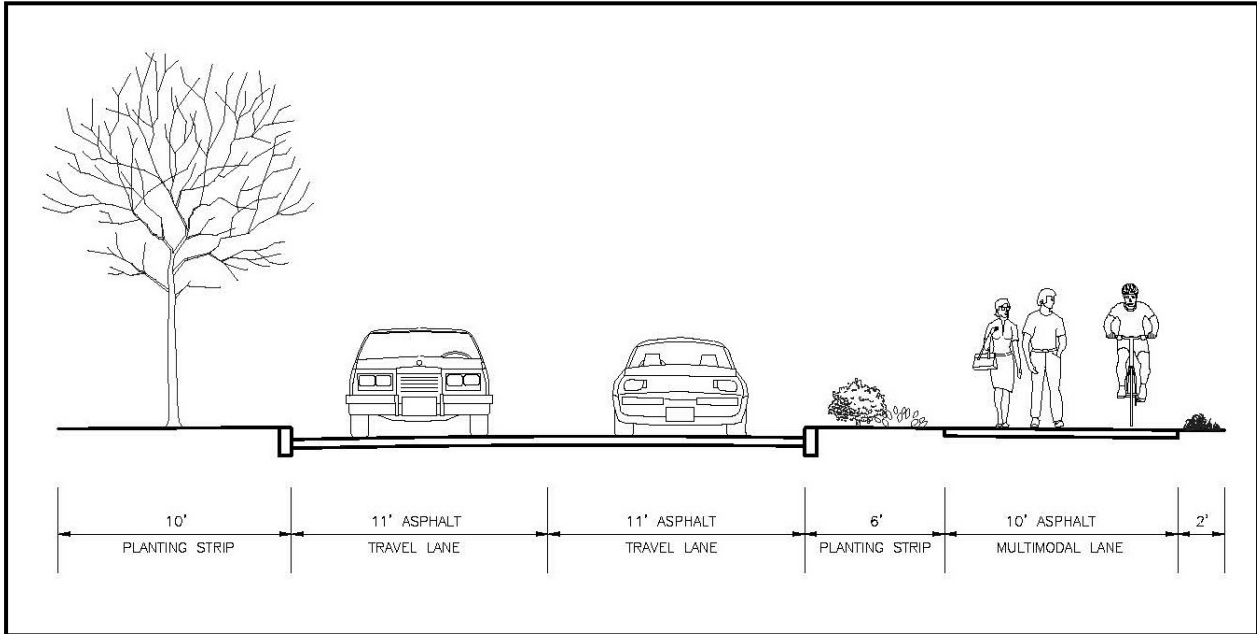 10'
PLANTING STRIP
11' ASPHALT
TRAVEL LANE
11' ASPHALT
TRAVEL LANE
6'
PLANTING STRIP
10' ASPHALT
MULTIMODAL LANE
2'